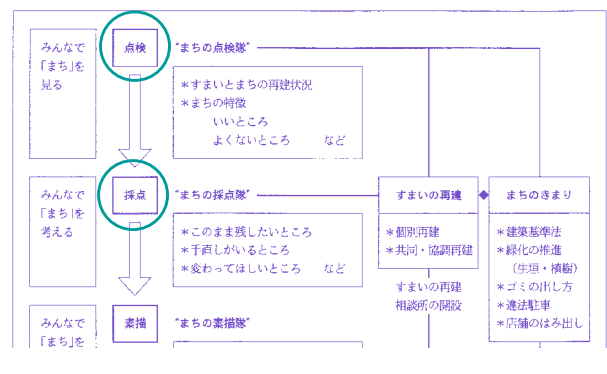 みんなで
「まち」を
見る
点検
“まちの点検隊”
＊すまいとまちの再建状況
＊まちの特徴
いいところ
よくないところ　など
みんなで
「まち」を
考える
採点
“まちの採点隊”
＊このまま残したいところ
＊手直しがいるところ
＊変わってほしいところ　など
すまいの再建
＊個別再建
＊共同・協調再建
すまいの再建
相談所の開設
まちのきまり
＊建築基準法
＊緑化の推進
（生垣・植樹）
＊ゴミの出し方
＊違法駐車
＊店舗のはみ出し
みんなで
「まち」を
素描
“まちの素描隊”